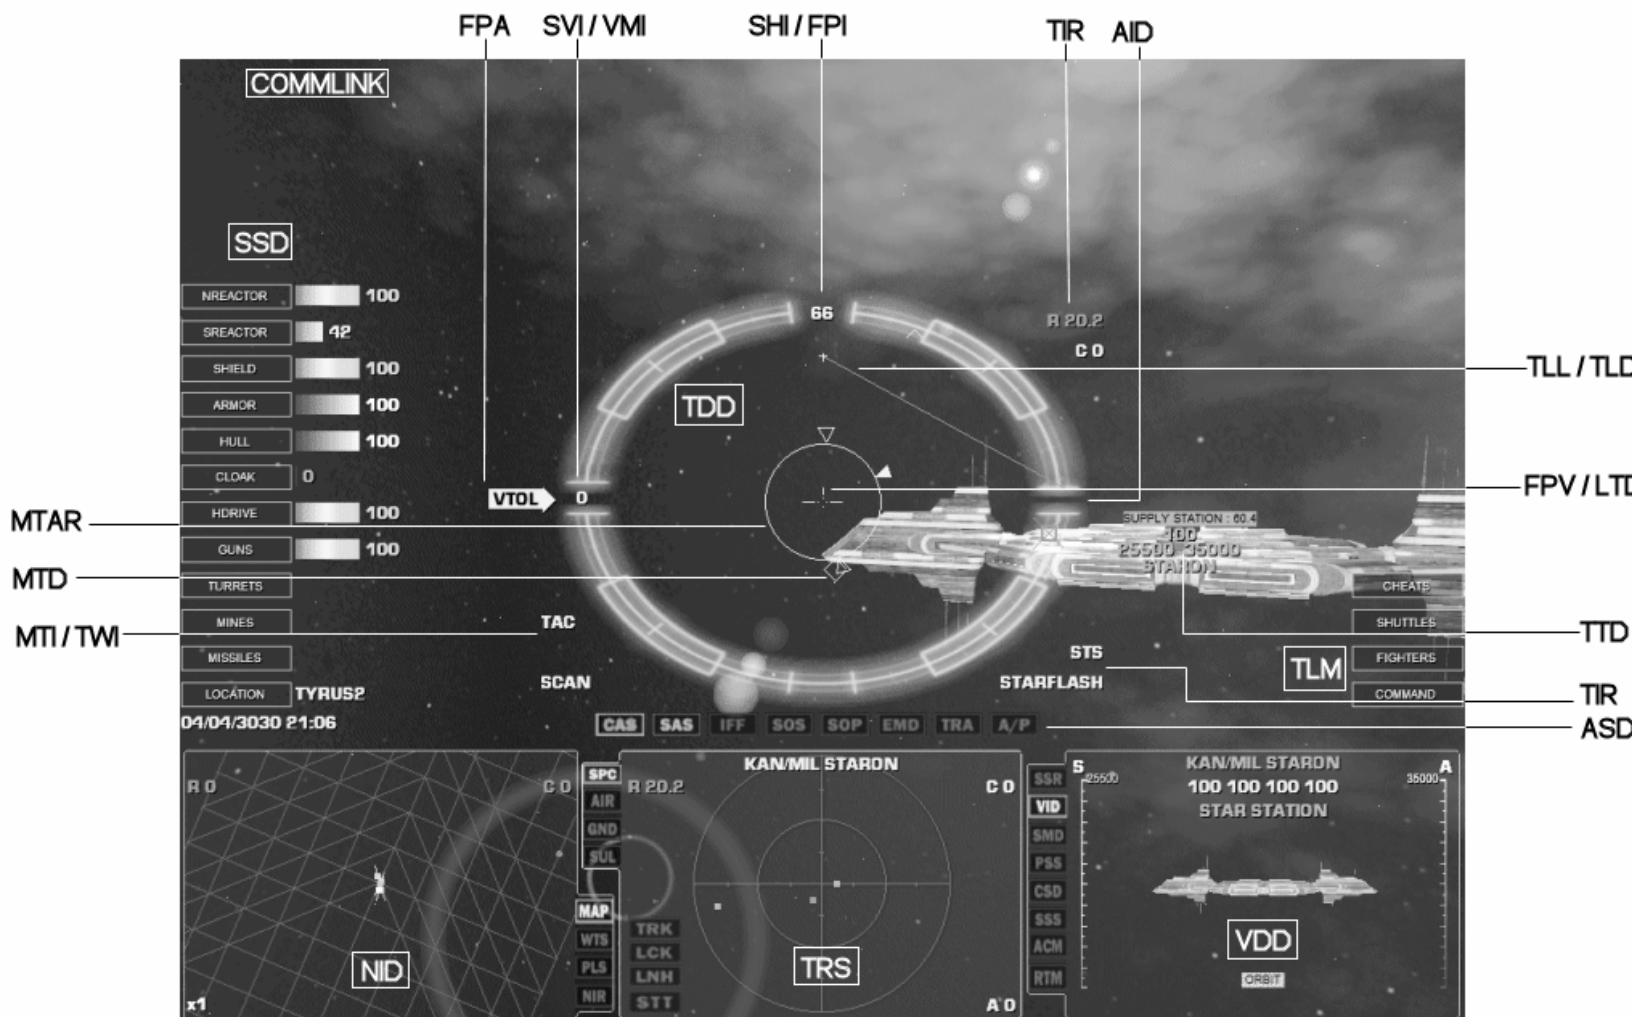 FPA SVI / VMI SHI / FPI TIR AID
COMMLINK
SSD
NREACTOR 100
SREACTOR 42
SHIELD 100
ARMOR 100
HULL 100
CLOAK 0
HDRIVE 100
GUNS 100
TURRETS
MINES
MISSILES
LOCATION TYRUS2
04/04/3030 21:06
MTAR
MTD
MTI / TWI
66
R 20.2
C 0
TDD
VTOL 0
TLL / TLD
FPV / LTD
SUPPLY STATION : 60.4
TDD
25500 35000
STARON
TAC
SCAN
STS
STARFLASH
CHEATS
SHUTTLES
FIGHTERS
COMMAND
TLM
TTD
TIR
ASD
CAS SAS IFF SOS SOP EMD TRA A/P
R 0 C 0
NID
x1
SPC
AIR
GND
SUL
MAP
WTS
PLS
NIR
KAN/MIL STARON
R 20.2 C 0
TRK
LCK
LNH
STT
TRS
A 0
SSR
VID
SMD
PSS
CSD
SSS
ACM
RTM
S KAN/MIL STARON A
25500 35000
100 100 100 100
STAR STATION
VDD
ORBIT